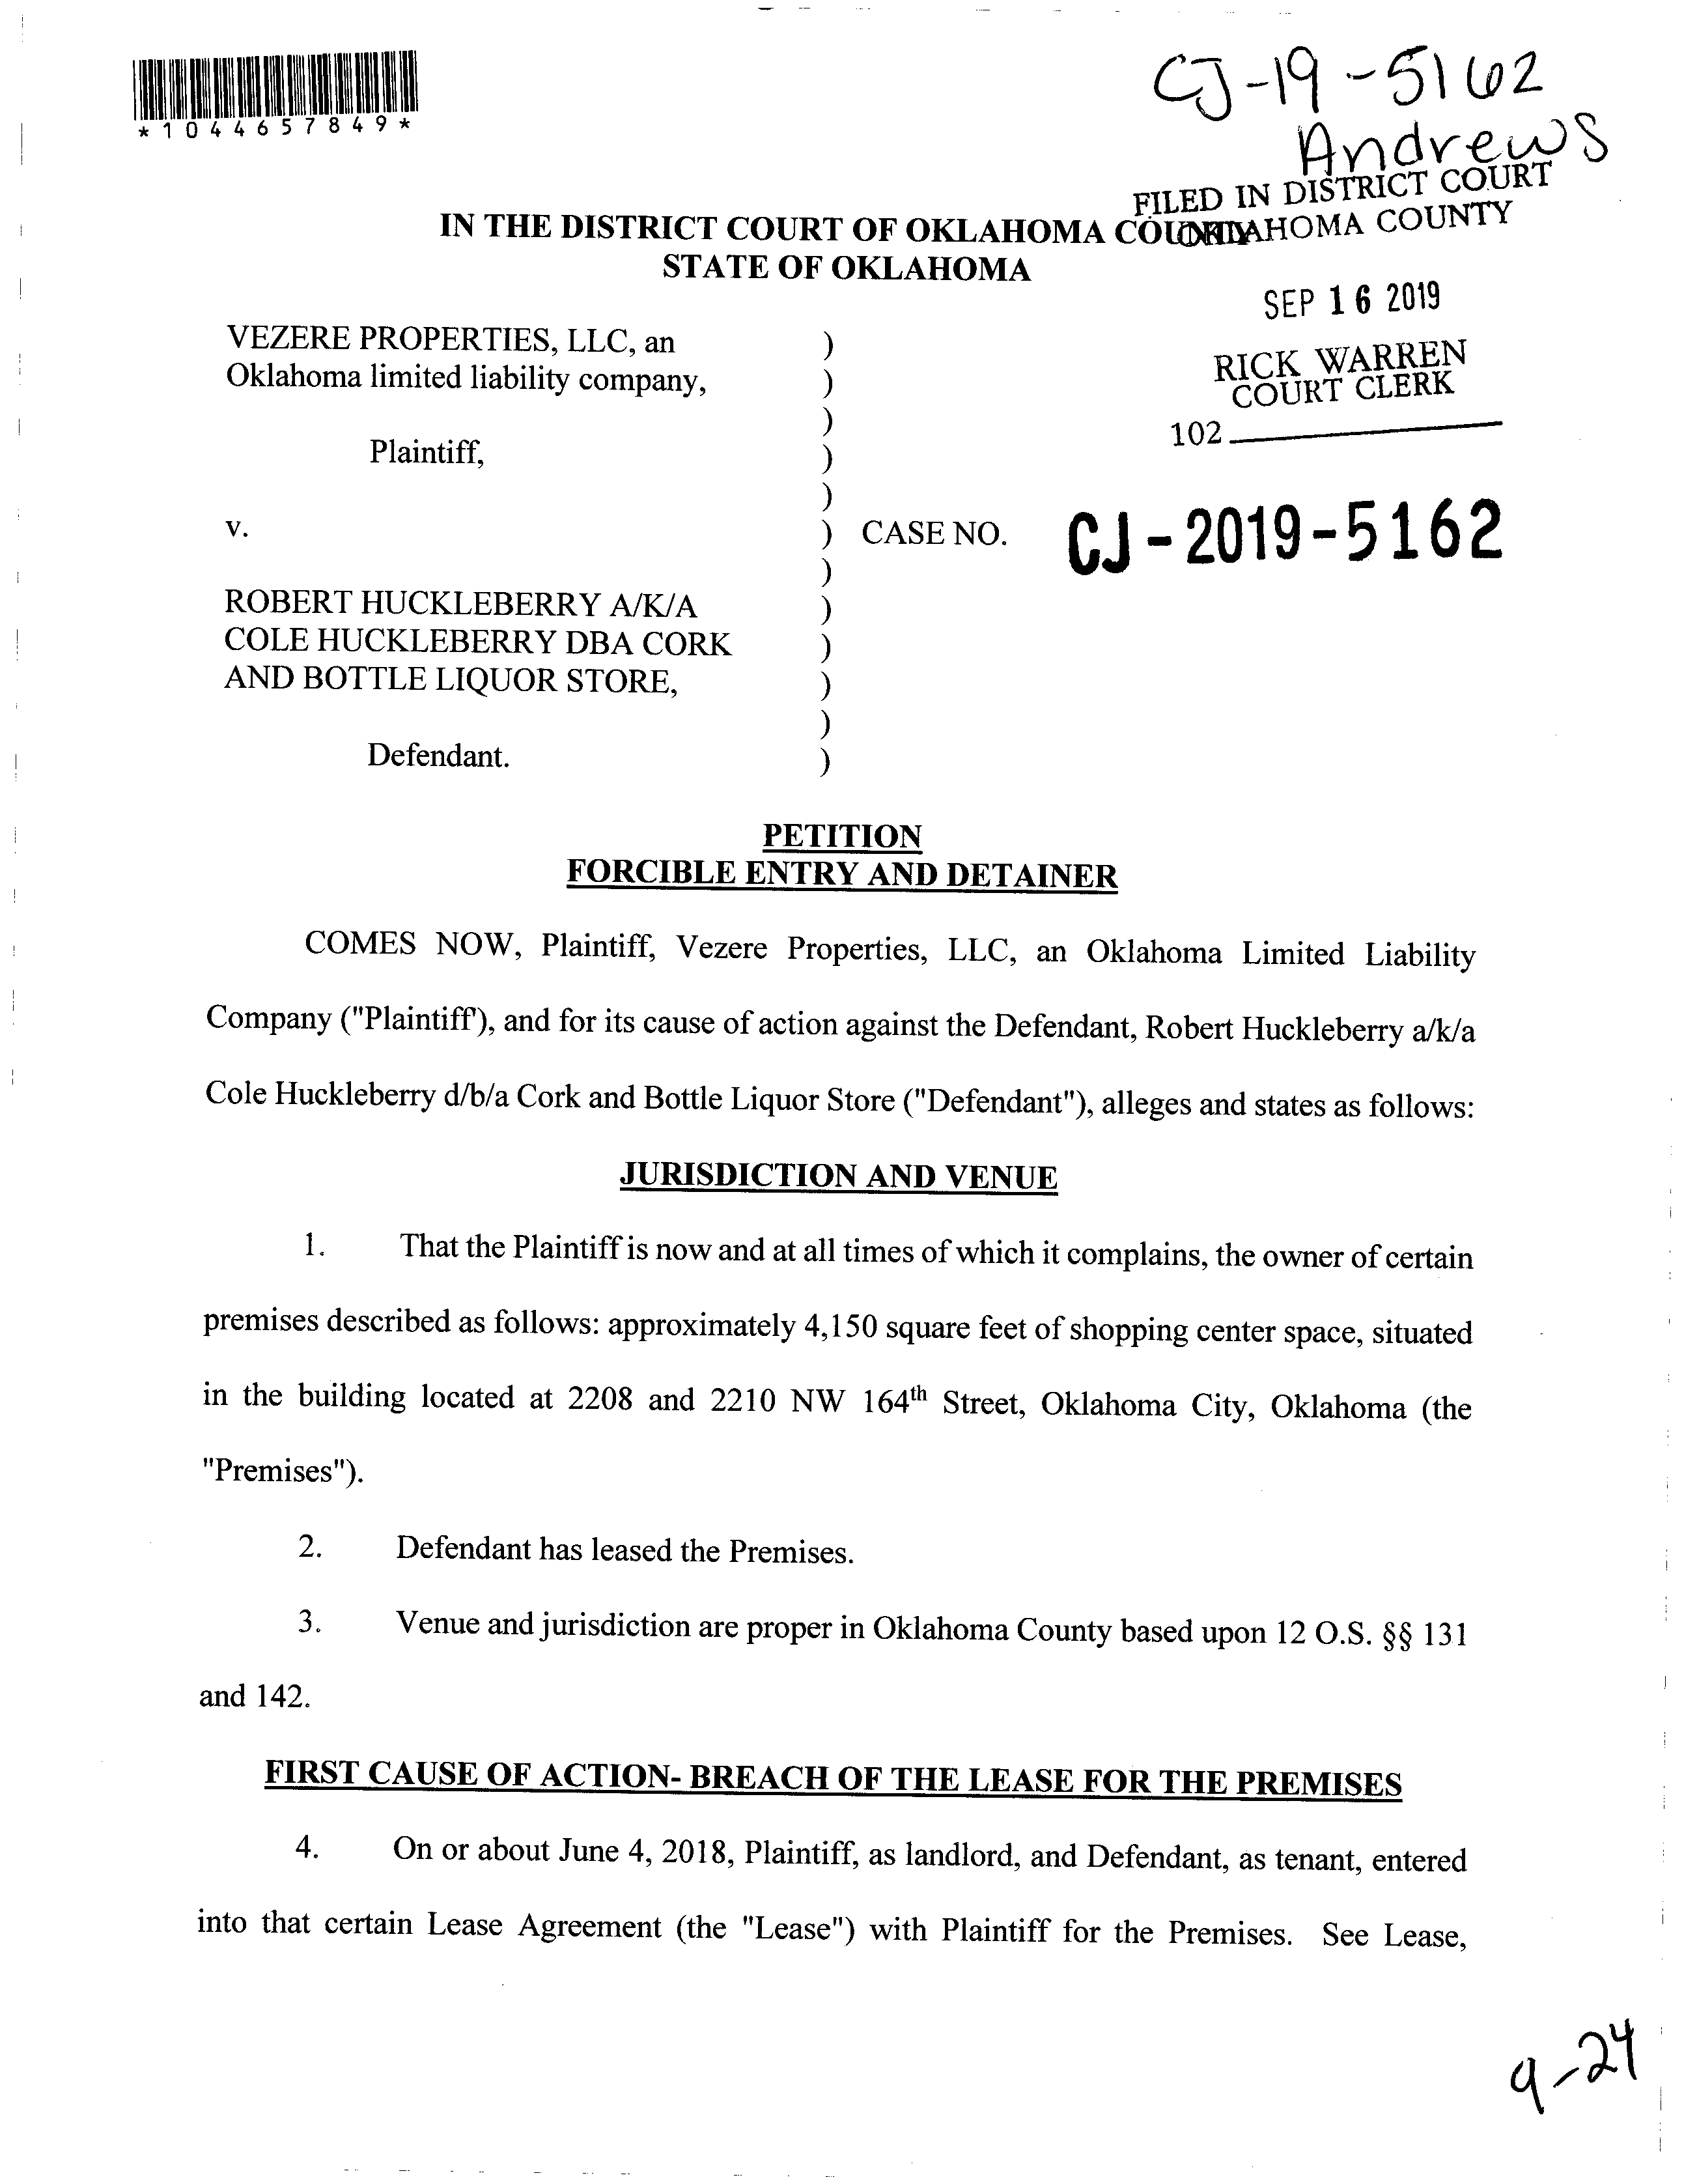 *1044657849*
CJ-19-5162
Andrews
FILED IN DISTRICT COURT
OKLAHOMA COUNTY
IN THE DISTRICT COURT OF OKLAHOMA COUNTY
STATE OF OKLAHOMA
SEP 16 2019
RICK WARREN
COURT CLERK
102
VEZERE PROPERTIES, LLC, an )
Oklahoma limited liability company, )
)
Plaintiff, )
)
v. ) CASE NO. CJ-2019-5162
)
ROBERT HUCKLEBERRY A/K/A )
COLE HUCKLEBERRY DBA CORK )
AND BOTTLE LIQUOR STORE, )
)
Defendant. )
PETITION
FORCIBLE ENTRY AND DETAINER
COMES NOW, Plaintiff, Vezere Properties, LLC, an Oklahoma Limited Liability
Company ("Plaintiff'), and for its cause of action against the Defendant, Robert Huckleberry a/k/a
Cole Huckleberry d/b/a Cork and Bottle Liquor Store ("Defendant"), alleges and states as follows:
JURISDICTION AND VENUE
1. That the Plaintiff is now and at all times of which it complains, the owner of certain
premises described as follows: approximately 4,150 square feet of shopping center space, situated
in the building located at 2208 and 2210 NW 164th Street, Oklahoma City, Oklahoma (the
"Premises").
2. Defendant has leased the Premises.
3. Venue and jurisdiction are proper in Oklahoma County based upon 12 O.S. §§ 131
and 142.
FIRST CAUSE OF ACTION- BREACH OF THE LEASE FOR THE PREMISES
4. On or about June 4, 2018, Plaintiff, as landlord, and Defendant, as tenant, entered
into that certain Lease Agreement (the "Lease") with Plaintiff for the Premises. See Lease,
9-24